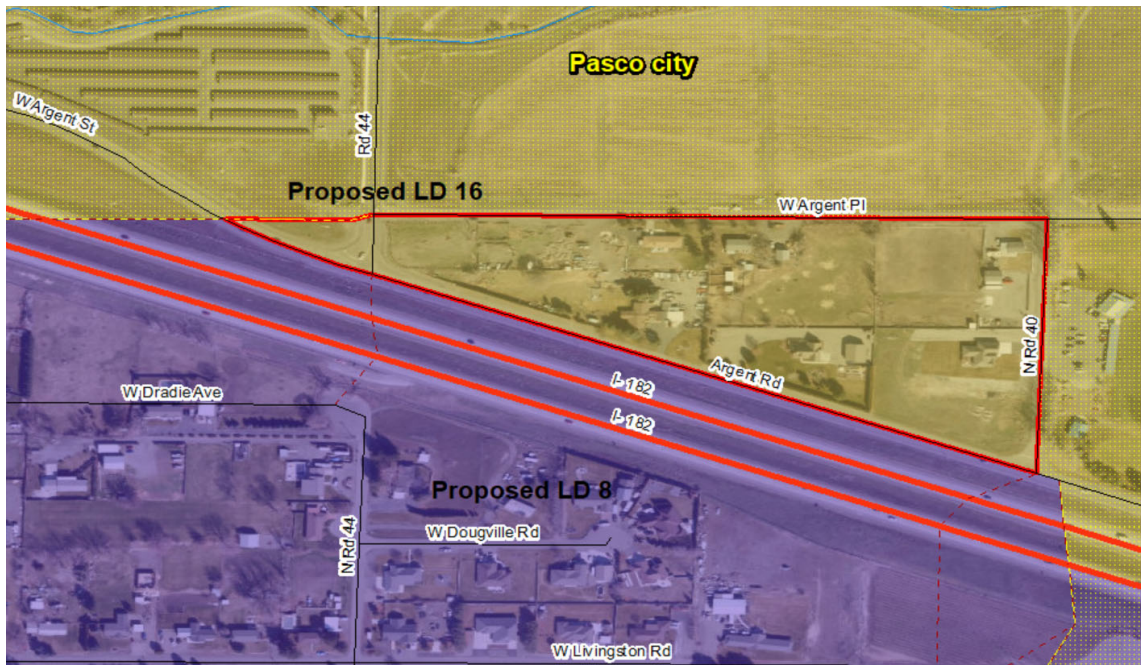 Pasco city
W Argent St
Rd 44
Proposed LD 16
W Argent Pl
N Rd 40
Argent Rd
I- 182
I- 182
W Dradie Ave
Proposed LD 8
W Dougville Rd
N Rd 44
W Livingston Rd